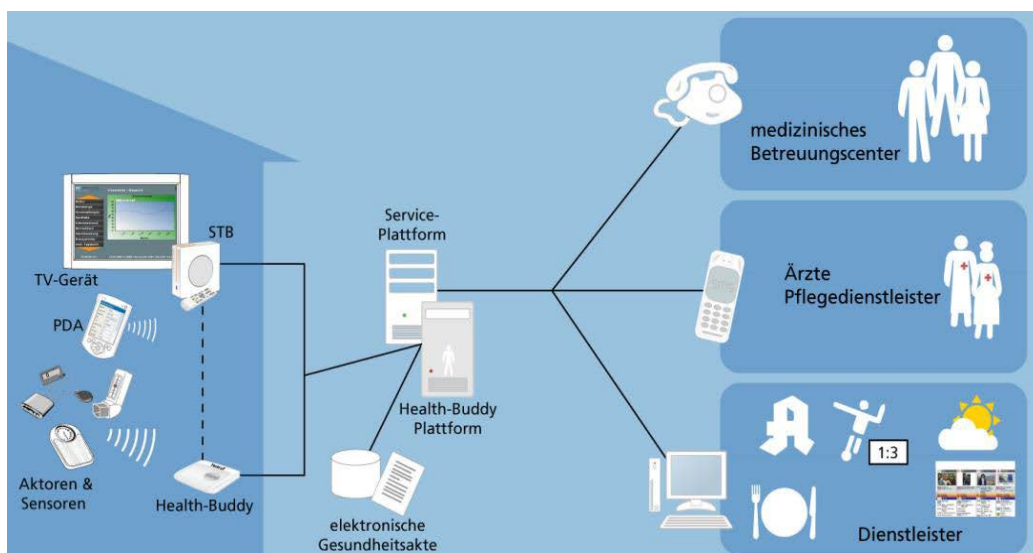 medizinisches
Betreuungscenter
Service-
Plattform
STB
TV-Gerät
PDA
Ärzte
Pflegedienstleister
Health-Buddy
Plattform
1:3
Aktoren &
Sensoren
Health-Buddy
elektronische
Gesundheitsakte
Dienstleister